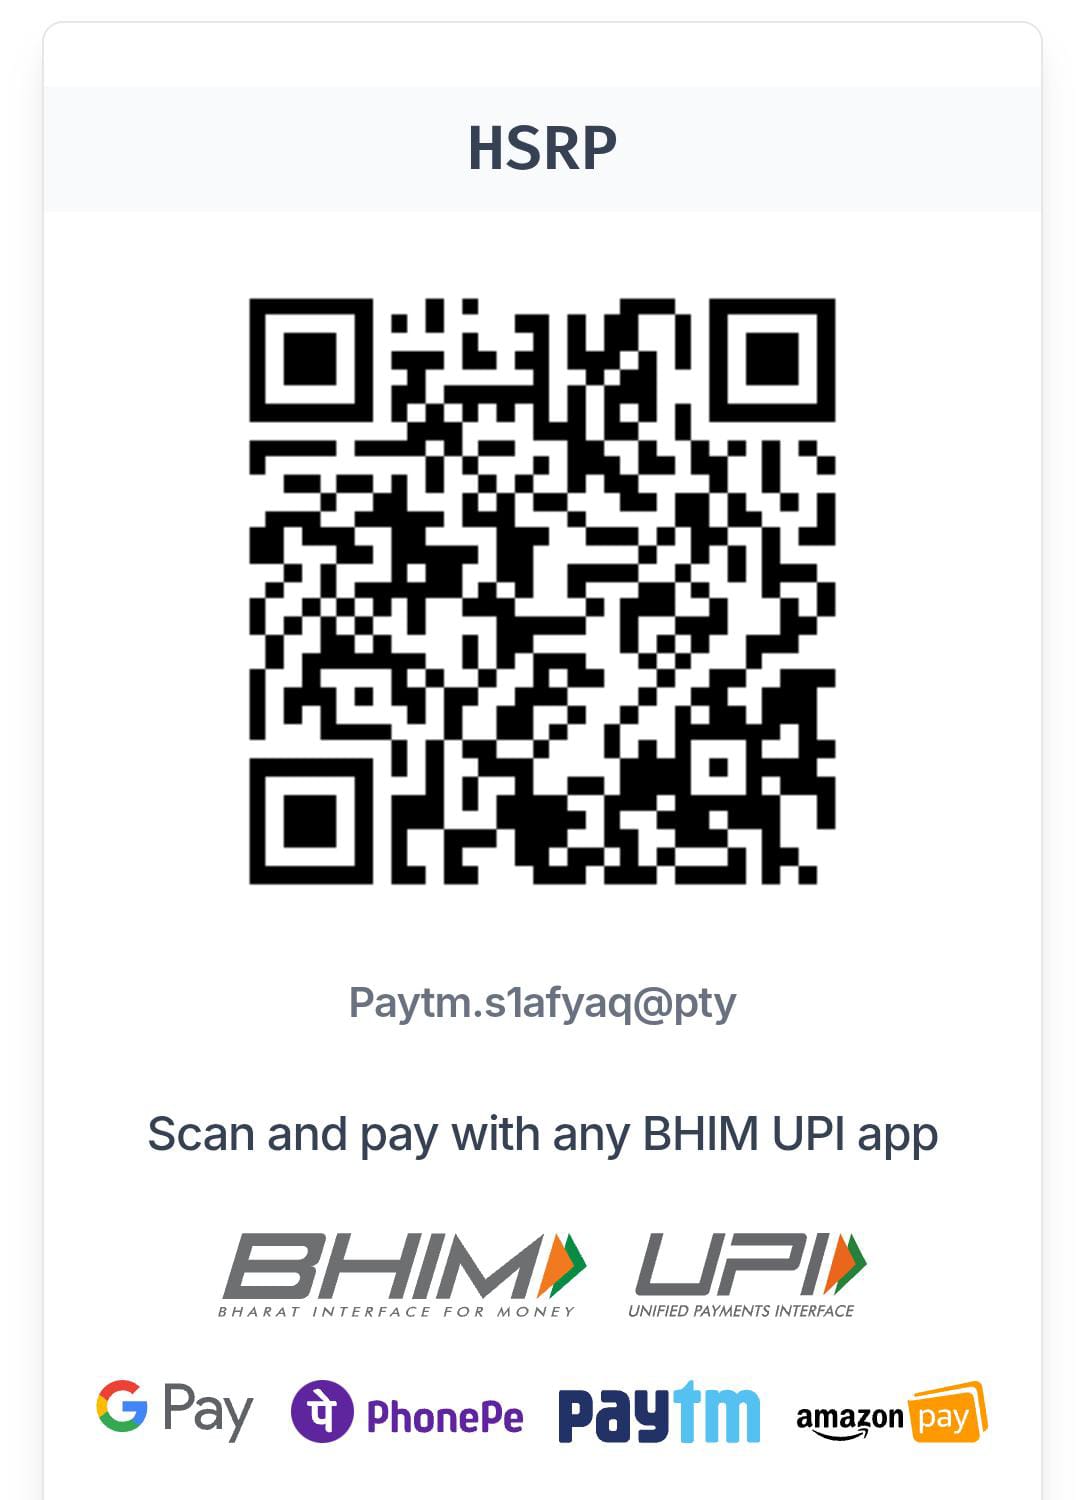 HSRP
Paytm.s1afyaq@pty
Scan and pay with any BHIM UPI app
BHIM UPI
BHARAT INTERFACE FOR MONEY UNIFIED PAYMENTS INTERFACE
G Pay पे PhonePe paytm amazon pay